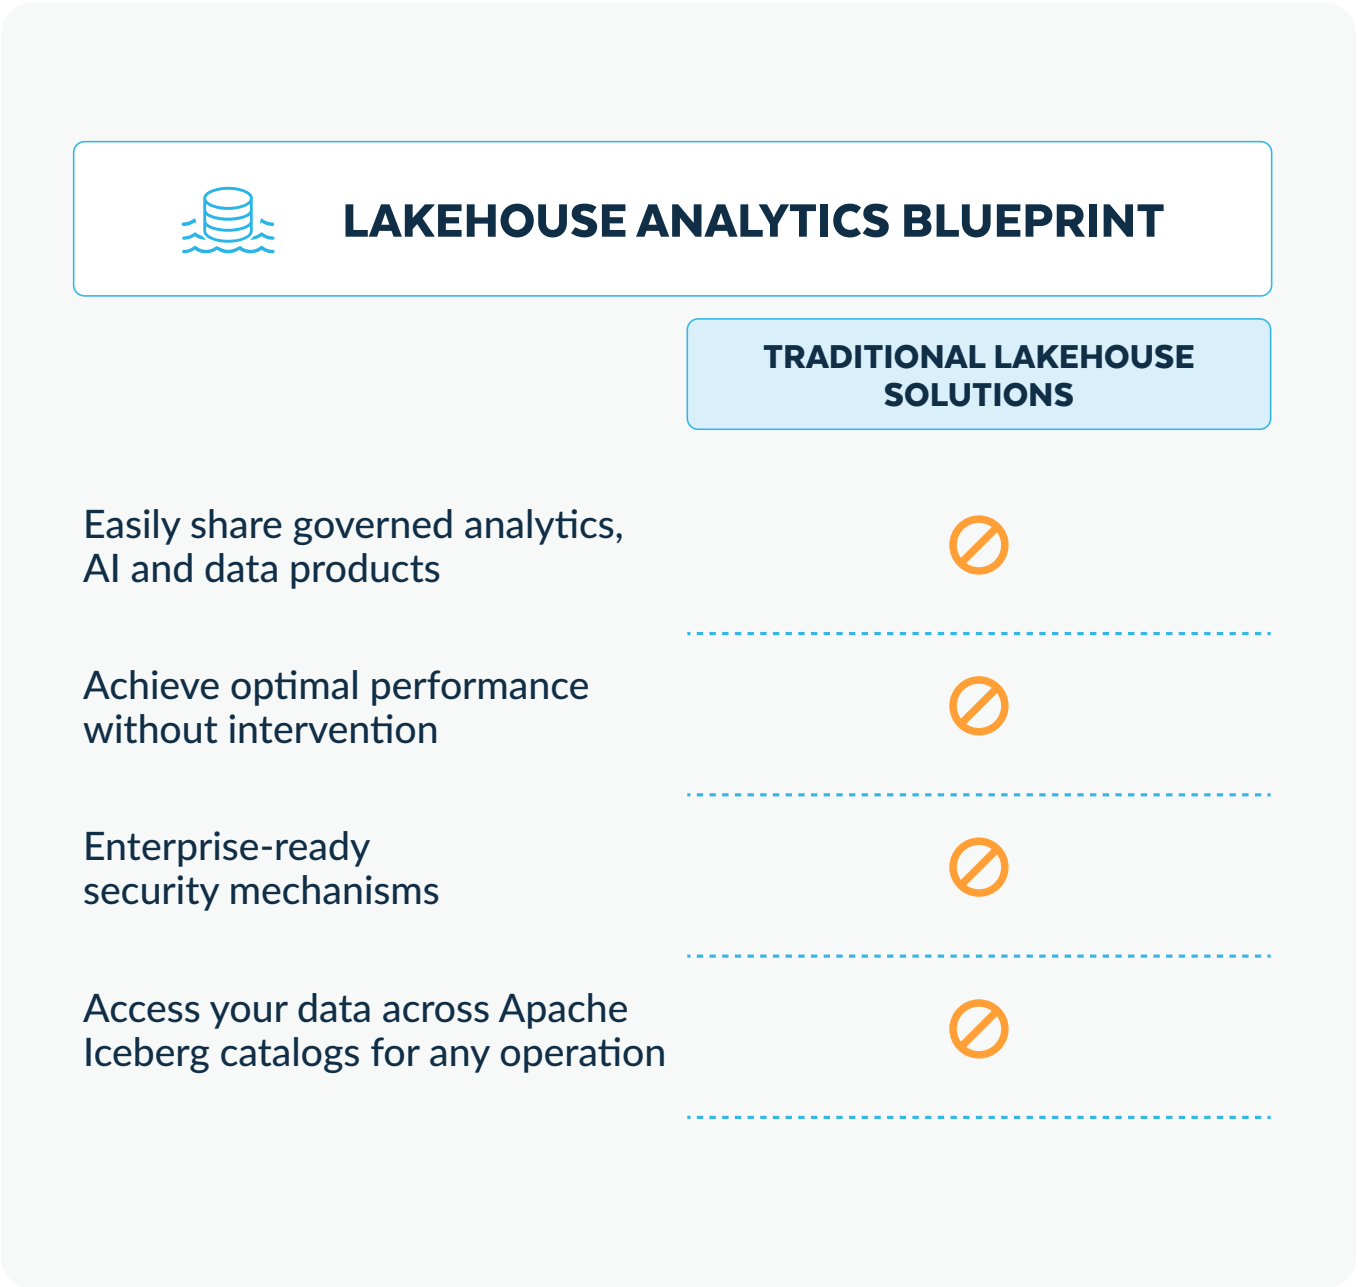 LAKEHOUSE ANALYTICS BLUEPRINT
TRADITIONAL LAKEHOUSE
SOLUTIONS
Easily share governed analytics,
AI and data products
Achieve optimal performance
without intervention
Enterprise-ready
security mechanisms
Access your data across Apache
Iceberg catalogs for any operation